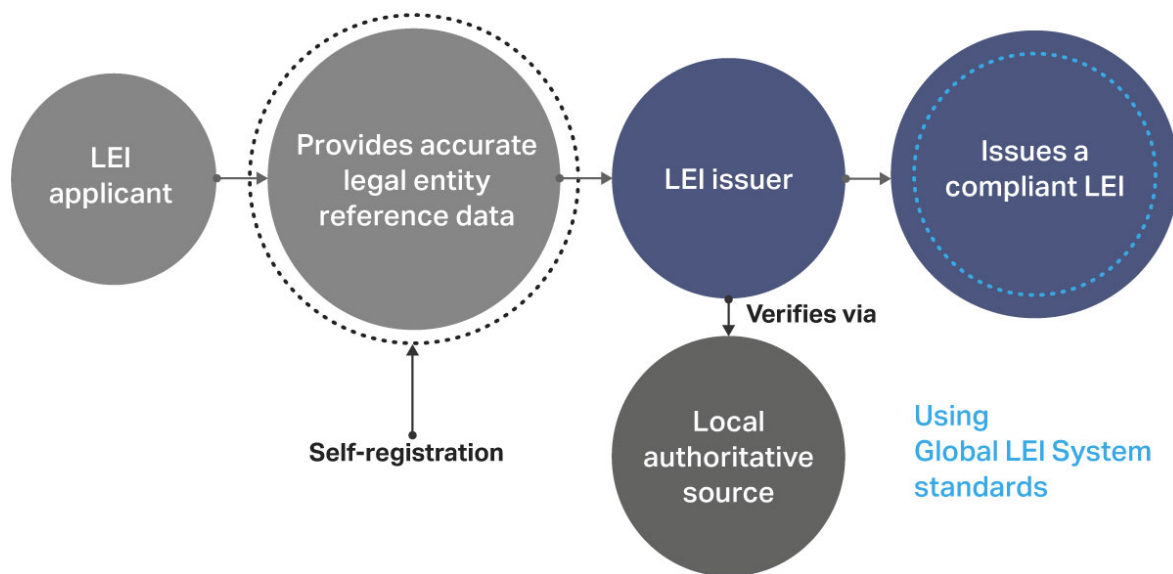 LEI
applicant
Provides accurate
legal entity
reference data
Self-registration
LEI issuer
Verifies via
Local
authoritative
source
Issues a
compliant LEI
Using
Global LEI System
standards